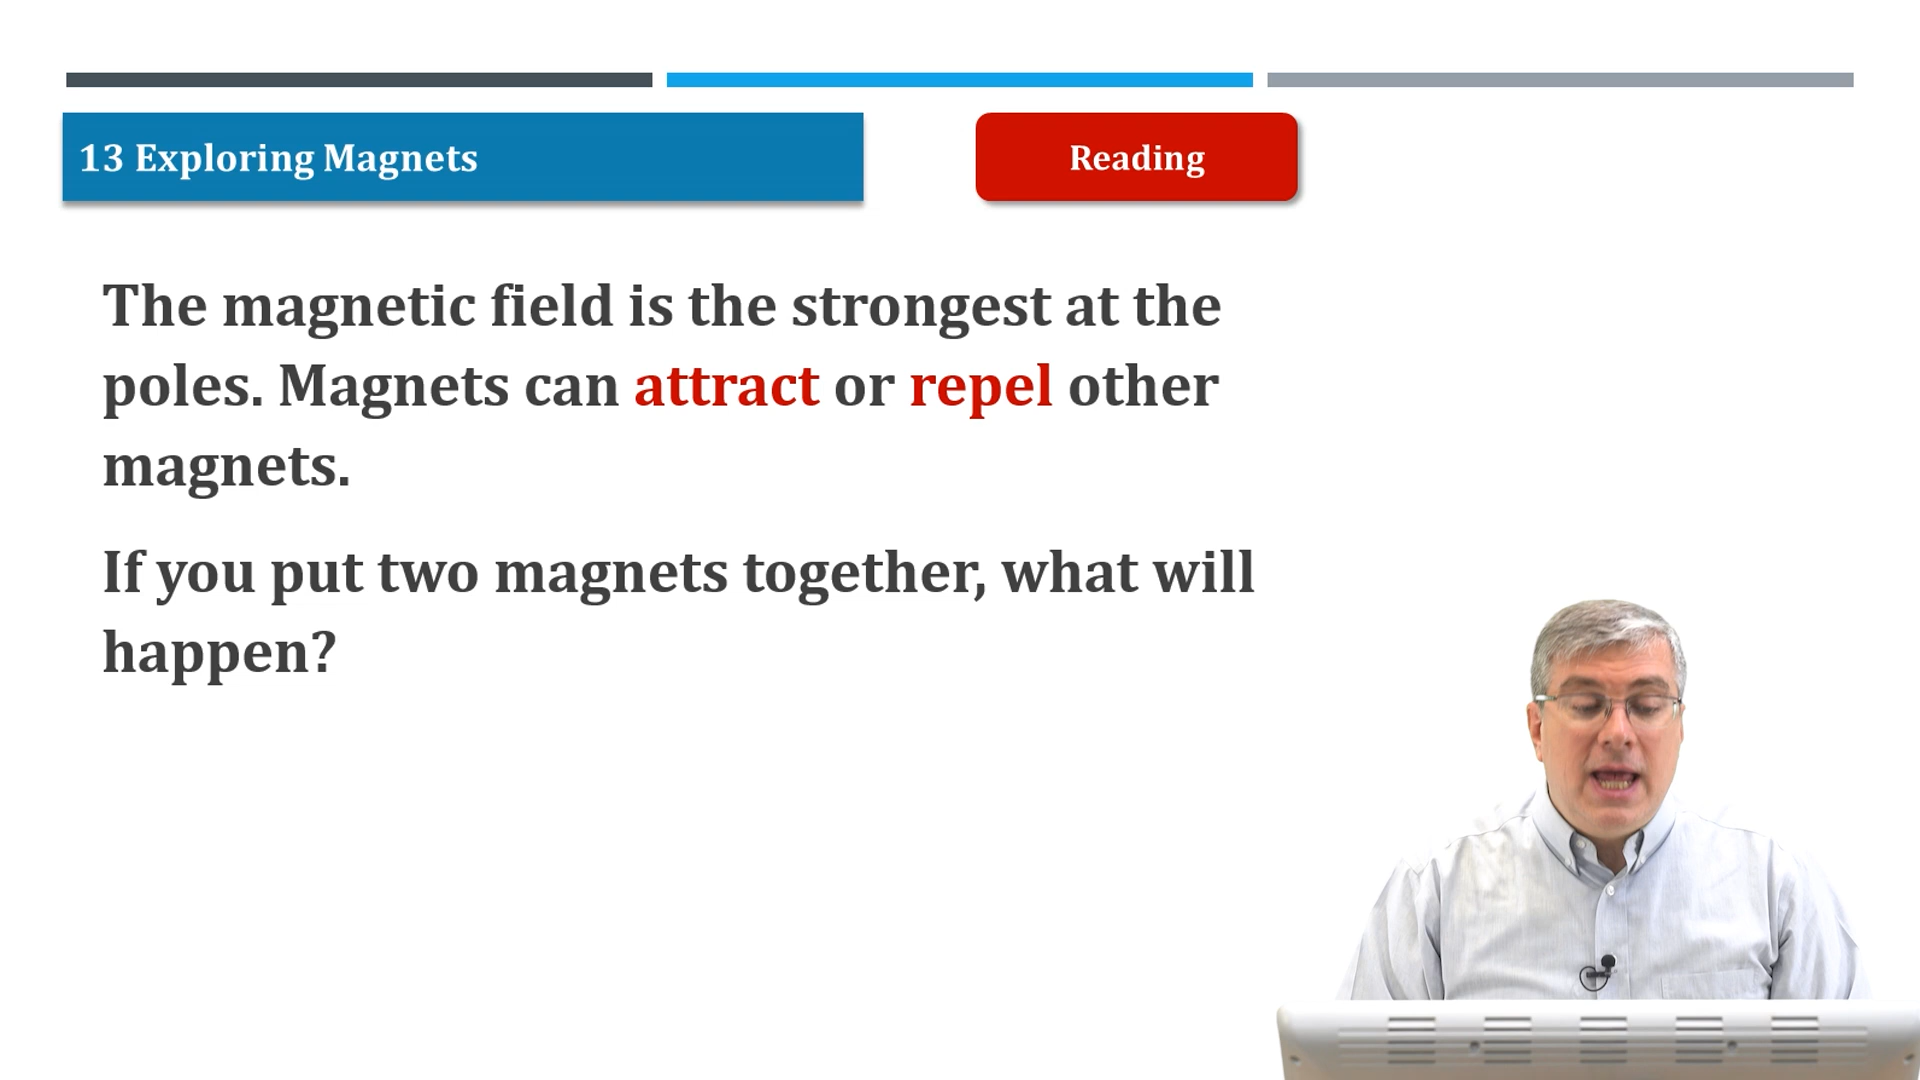 13 Exploring Magnets
Reading
The magnetic field is the strongest at the
poles. Magnets can attract or repel other
magnets.
If you put two magnets together, what will
happen?